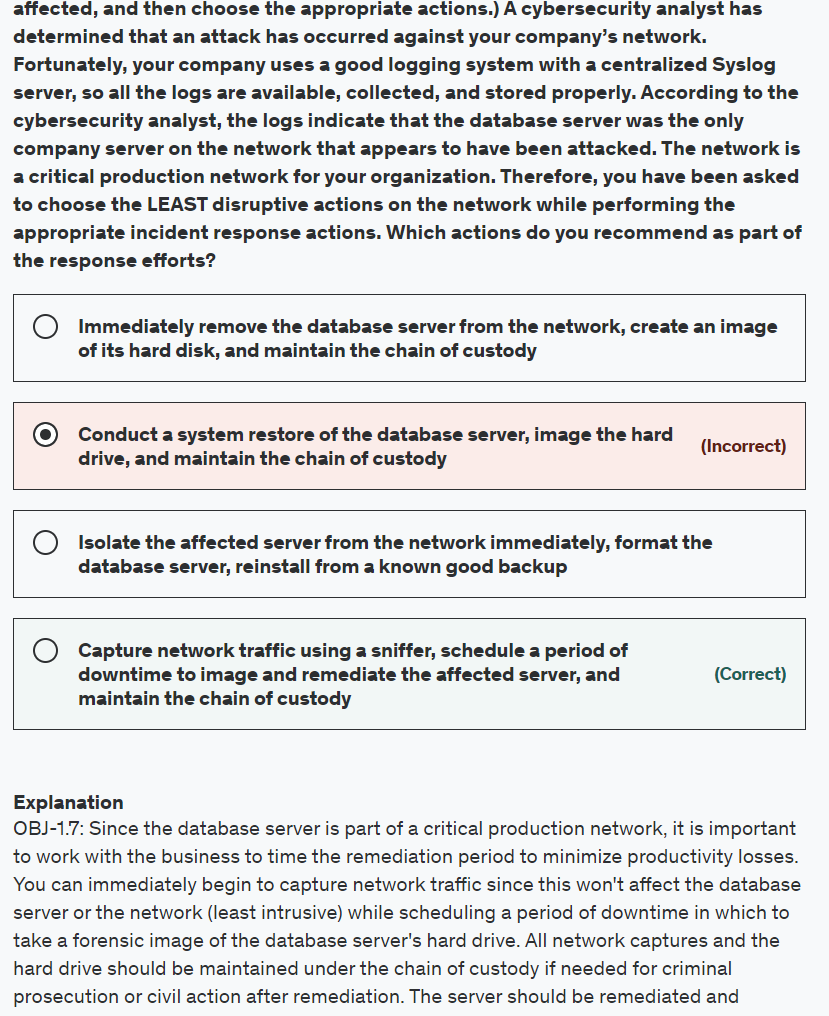 affected, and then choose the appropriate actions.) A cybersecurity analyst has
determined that an attack has occurred against your company’s network.
Fortunately, your company uses a good logging system with a centralized Syslog
server, so all the logs are available, collected, and stored properly. According to the
cybersecurity analyst, the logs indicate that the database server was the only
company server on the network that appears to have been attacked. The network is
a critical production network for your organization. Therefore, you have been asked
to choose the LEAST disruptive actions on the network while performing the
appropriate incident response actions. Which actions do you recommend as part of
the response efforts?
Immediately remove the database server from the network, create an image
of its hard disk, and maintain the chain of custody
Conduct a system restore of the database server, image the hard
drive, and maintain the chain of custody
(Incorrect)
Isolate the affected server from the network immediately, format the
database server, reinstall from a known good backup
Capture network traffic using a sniffer, schedule a period of
downtime to image and remediate the affected server, and
maintain the chain of custody
(Correct)
Explanation
OBJ-1.7: Since the database server is part of a critical production network, it is important
to work with the business to time the remediation period to minimize productivity losses.
You can immediately begin to capture network traffic since this won't affect the database
server or the network (least intrusive) while scheduling a period of downtime in which to
take a forensic image of the database server's hard drive. All network captures and the
hard drive should be maintained under the chain of custody if needed for criminal
prosecution or civil action after remediation. The server should be remediated and